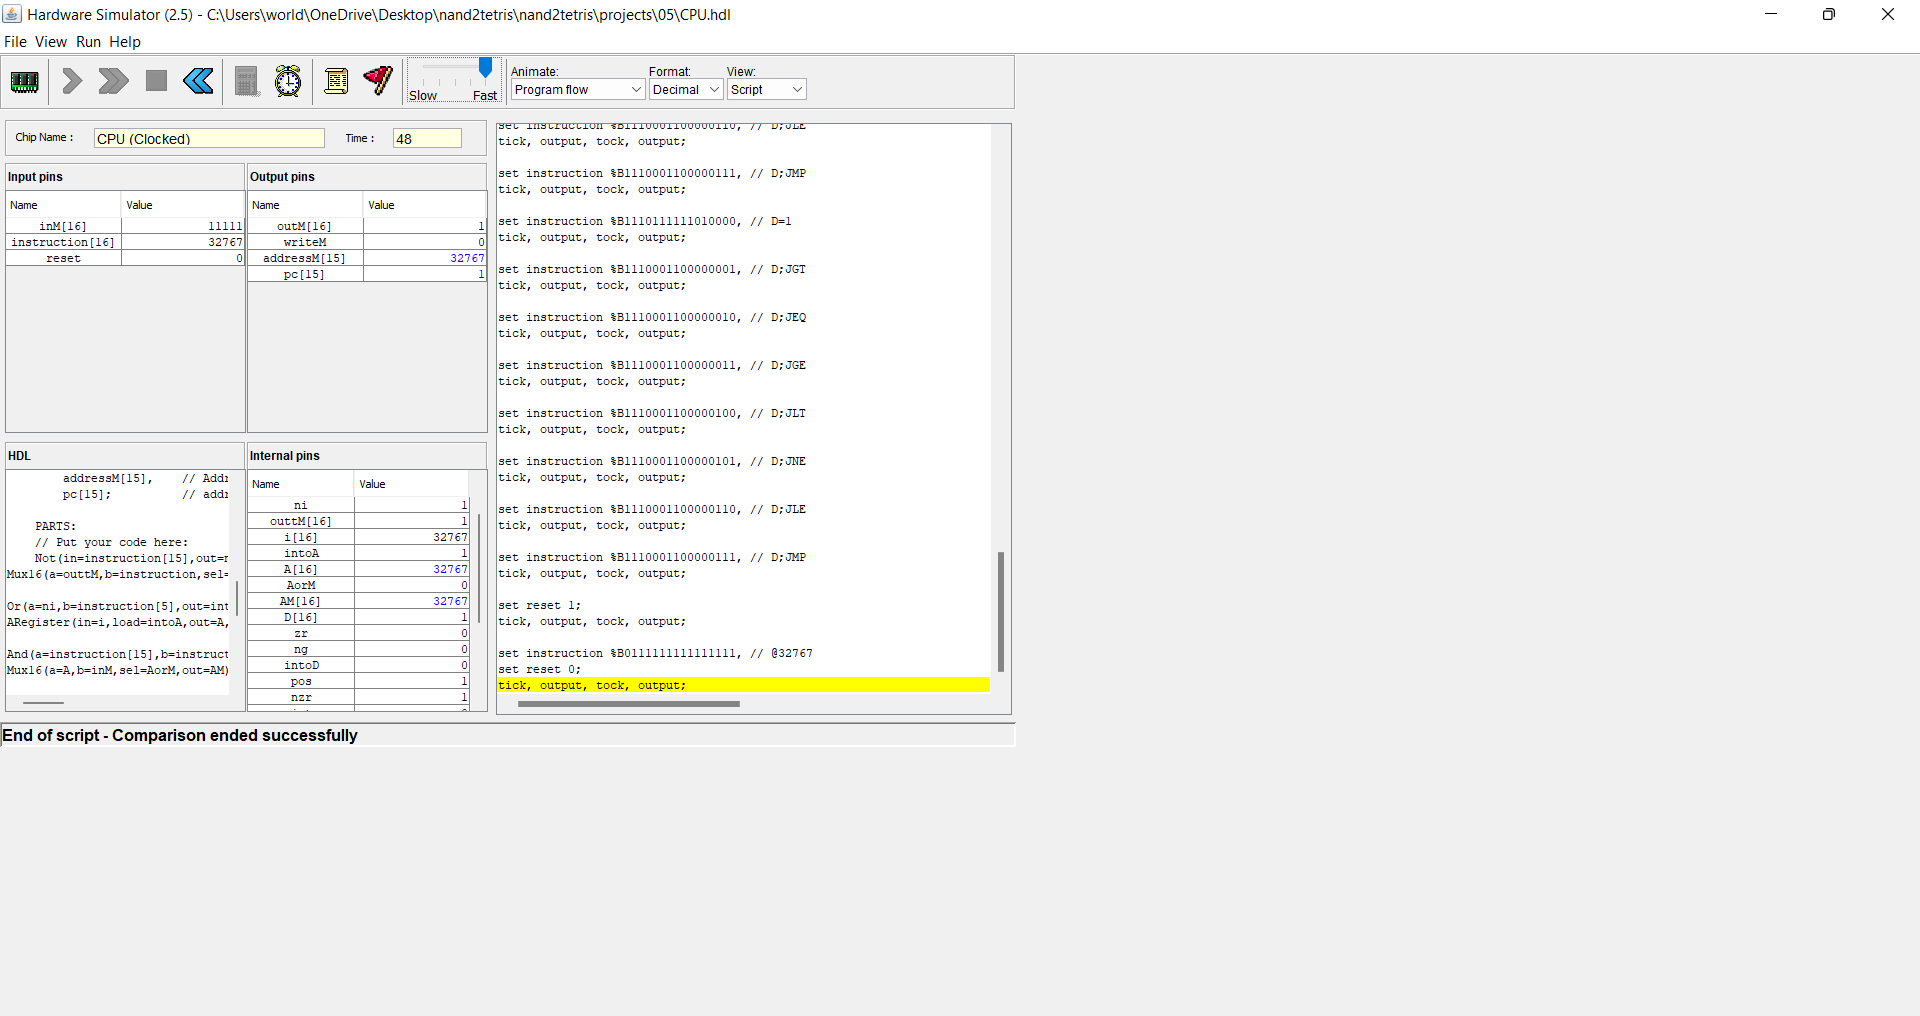 Hardware Simulator (2.5) - C:\Users\world\OneDrive\Desktop\nand2tetris\nand2tetris\projects\05\CPU.hdl
File View Run Help
Slow Fast
Animate: Format: View:
Program flow Decimal Script
Chip Name : CPU (Clocked) Time : 48
Input pins
Name Value
inM[16] 11111
instruction[16] 32767
reset 0
Output pins
Name Value
outM[16] 1
writeM 0
addressM[15] 32767
pc[15] 1
HDL
addressM[15], // Addr
pc[15]; // addr
PARTS:
// Put your code here:
Not(in=instruction[15],out=n
Mux16(a=outtM,b=instruction,sel=
Or(a=ni,b=instruction[5],out=int
ARegister(in=i,load=intoA,out=A,
And(a=instruction[15],b=instruct
Mux16(a=A,b=inM,sel=AorM,out=AM)
Internal pins
Name Value
ni 1
outtM[16] 1
i[16] 32767
intoA 1
A[16] 32767
AorM 0
AM[16] 32767
D[16] 1
zr 0
ng 0
intoD 0
pos 1
nzr 1
set instruction %B1110001100000110, // D;JLE
tick, output, tock, output;
set instruction %B1110001100000111, // D;JMP
tick, output, tock, output;
set instruction %B1110111111010000, // D=1
tick, output, tock, output;
set instruction %B1110001100000001, // D;JGT
tick, output, tock, output;
set instruction %B1110001100000010, // D;JEQ
tick, output, tock, output;
set instruction %B1110001100000011, // D;JGE
tick, output, tock, output;
set instruction %B1110001100000100, // D;JLT
tick, output, tock, output;
set instruction %B1110001100000101, // D;JNE
tick, output, tock, output;
set instruction %B1110001100000110, // D;JLE
tick, output, tock, output;
set instruction %B1110001100000111, // D;JMP
tick, output, tock, output;
set reset 1;
tick, output, tock, output;
set instruction %B0111111111111111, // @32767
set reset 0;
tick, output, tock, output;
End of script - Comparison ended successfully